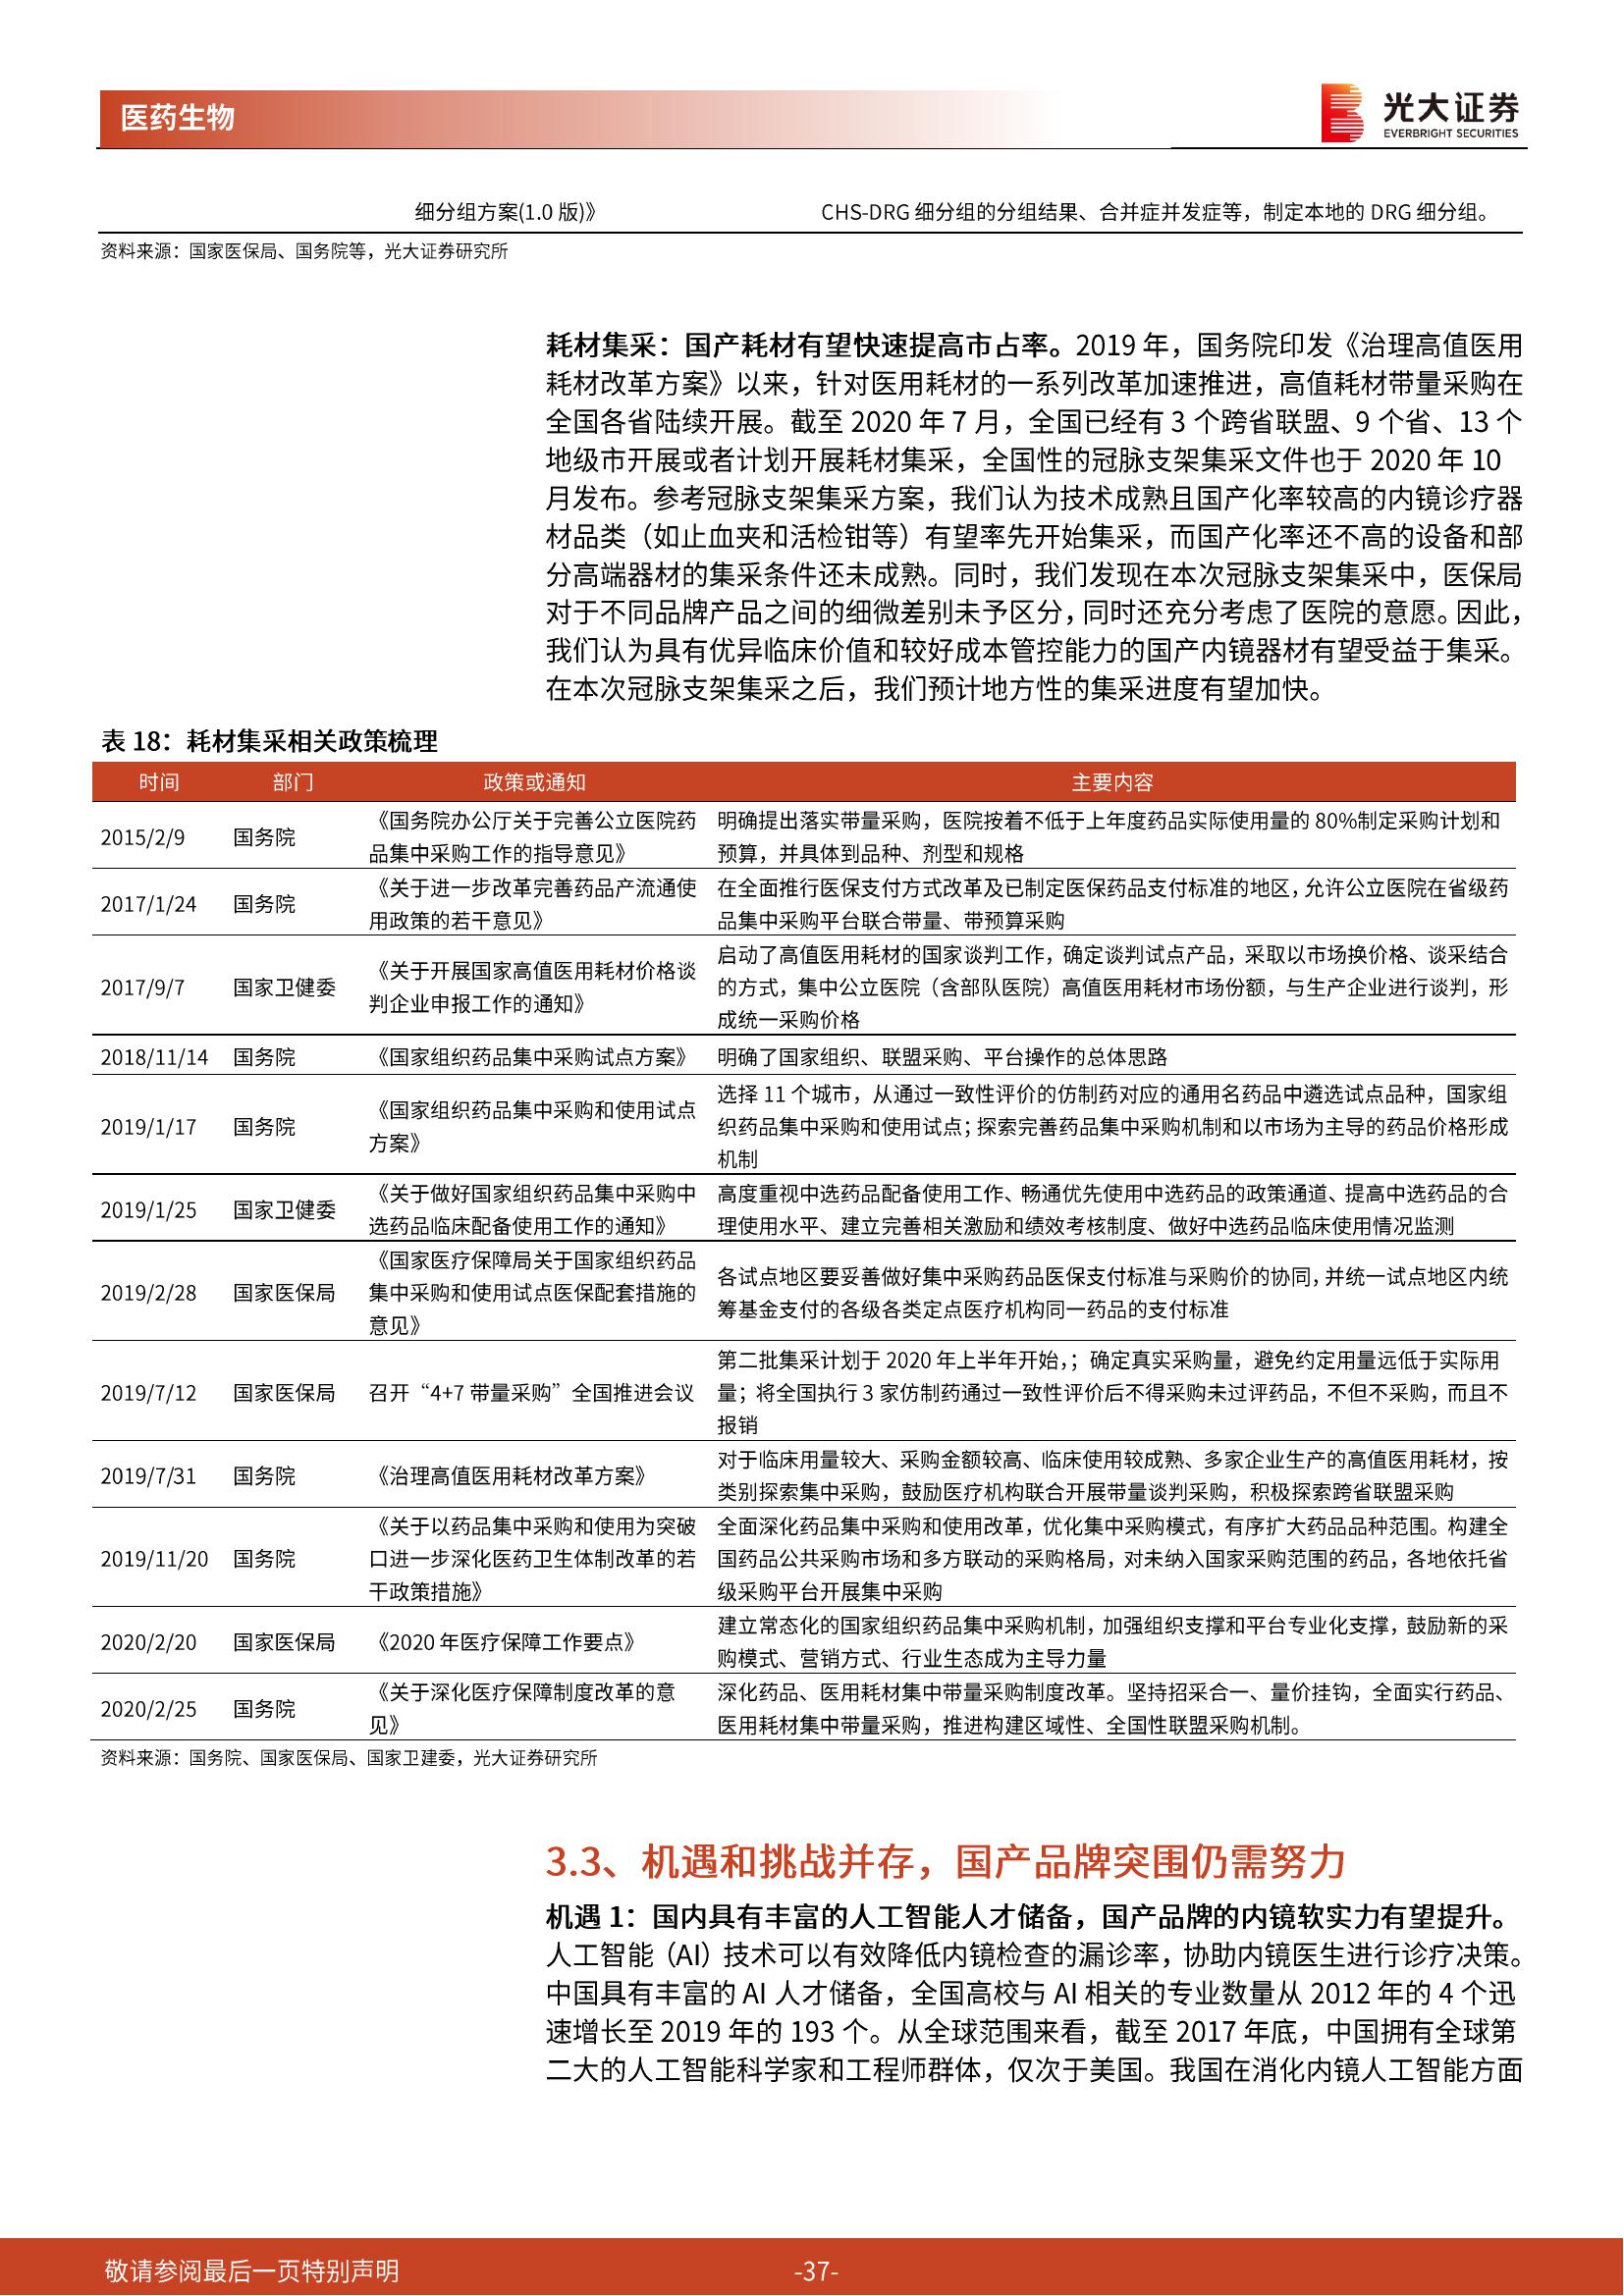 医药生物
光大证券
EVERBRIGHT SECURITIES
细分组方案(1.0 版)》
CHS-DRG 细分组的分组结果、合并症并发症等，制定本地的 DRG 细分组。
资料来源：国家医保局、国务院等，光大证券研究所
耗材集采：国产耗材有望快速提高市占率。2019 年，国务院印发《治理高值医用
耗材改革方案》以来，针对医用耗材的一系列改革加速推进，高值耗材带量采购在
全国各省陆续开展。截至 2020 年 7 月，全国已经有 3 个跨省联盟、9 个省、13 个
地级市开展或者计划开展耗材集采，全国性的冠脉支架集采文件也于 2020 年 10
月发布。参考冠脉支架集采方案，我们认为技术成熟且国产化率较高的内镜诊疗器
材品类（如止血夹和活检钳等）有望率先开始集采，而国产化率还不高的设备和部
分高端器材的集采条件还未成熟。同时，我们发现在本次冠脉支架集采中，医保局
对于不同品牌产品之间的细微差别未予区分，同时还充分考虑了医院的意愿。因此，
我们认为具有优异临床价值和较好成本管控能力的国产内镜器材有望受益于集采。
在本次冠脉支架集采之后，我们预计地方性的集采进度有望加快。
表 18：耗材集采相关政策梳理
时间 部门 政策或通知 主要内容
2015/2/9 国务院
《国务院办公厅关于完善公立医院药
品集中采购工作的指导意见》
明确提出落实带量采购，医院按着不低于上年度药品实际使用量的 80%制定采购计划和
预算，并具体到品种、剂型和规格
2017/1/24 国务院
《关于进一步改革完善药品产流通使
用政策的若干意见》
在全面推行医保支付方式改革及已制定医保药品支付标准的地区，允许公立医院在省级药
品集中采购平台联合带量、带预算采购
2017/9/7 国家卫健委
《关于开展国家高值医用耗材价格谈
判企业申报工作的通知》
启动了高值医用耗材的国家谈判工作，确定谈判试点产品，采取以市场换价格、谈采结合
的方式，集中公立医院（含部队医院）高值医用耗材市场份额，与生产企业进行谈判，形
成统一采购价格
2018/11/14 国务院 《国家组织药品集中采购试点方案》 明确了国家组织、联盟采购、平台操作的总体思路
2019/1/17 国务院
《国家组织药品集中采购和使用试点
方案》
选择 11 个城市，从通过一致性评价的仿制药对应的通用名药品中遴选试点品种，国家组
织药品集中采购和使用试点；探索完善药品集中采购机制和以市场为主导的药品价格形成
机制
2019/1/25 国家卫健委
《关于做好国家组织药品集中采购中
选药品临床配备使用工作的通知》
高度重视中选药品配备使用工作、畅通优先使用中选药品的政策通道、提高中选药品的合
理使用水平、建立完善相关激励和绩效考核制度、做好中选药品临床使用情况监测
2019/2/28 国家医保局
《国家医疗保障局关于国家组织药品
集中采购和使用试点医保配套措施的
意见》
各试点地区要妥善做好集中采购药品医保支付标准与采购价的协同，并统一试点地区内统
筹基金支付的各级各类定点医疗机构同一药品的支付标准
2019/7/12 国家医保局 召开“4+7 带量采购”全国推进会议
第二批集采计划于 2020 年上半年开始，；确定真实采购量，避免约定用量远低于实际用
量；将全国执行 3 家仿制药通过一致性评价后不得采购未过评药品，不但不采购，而且不
报销
2019/7/31 国务院 《治理高值医用耗材改革方案》
对于临床用量较大、采购金额较高、临床使用较成熟、多家企业生产的高值医用耗材，按
类别探索集中采购，鼓励医疗机构联合开展带量谈判采购，积极探索跨省联盟采购
2019/11/20 国务院
《关于以药品集中采购和使用为突破
口进一步深化医药卫生体制改革的若
干政策措施》
全面深化药品集中采购和使用改革，优化集中采购模式，有序扩大药品品种范围。构建全
国药品公共采购市场和多方联动的采购格局，对未纳入国家采购范围的药品，各地依托省
级采购平台开展集中采购
2020/2/20 国家医保局 《2020 年医疗保障工作要点》
建立常态化的国家组织药品集中采购机制，加强组织支撑和平台专业化支撑，鼓励新的采
购模式、营销方式、行业生态成为主导力量
2020/2/25 国务院
《关于深化医疗保障制度改革的意
见》
深化药品、医用耗材集中带量采购制度改革。坚持招采合一、量价挂钩，全面实行药品、
医用耗材集中带量采购，推进构建区域性、全国性联盟采购机制。
资料来源：国务院、国家医保局、国家卫建委，光大证券研究所
3.3、机遇和挑战并存，国产品牌突围仍需努力
机遇 1：国内具有丰富的人工智能人才储备，国产品牌的内镜软实力有望提升。
人工智能（AI）技术可以有效降低内镜检查的漏诊率，协助内镜医生进行诊疗决策。
中国具有丰富的 AI 人才储备，全国高校与 AI 相关的专业数量从 2012 年的 4 个迅
速增长至 2019 年的 193 个。从全球范围来看，截至 2017 年底，中国拥有全球第
二大的人工智能科学家和工程师群体，仅次于美国。我国在消化内镜人工智能方面
敬请参阅最后一页特别声明
-37-